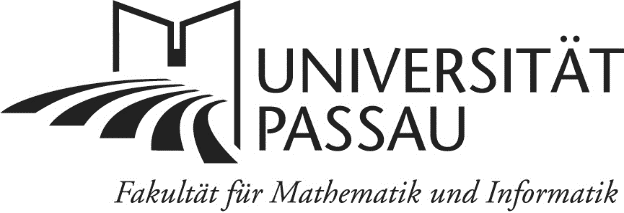 UNIVERSITÄT
PASSAU
Fakultät für Mathematik und Informatik